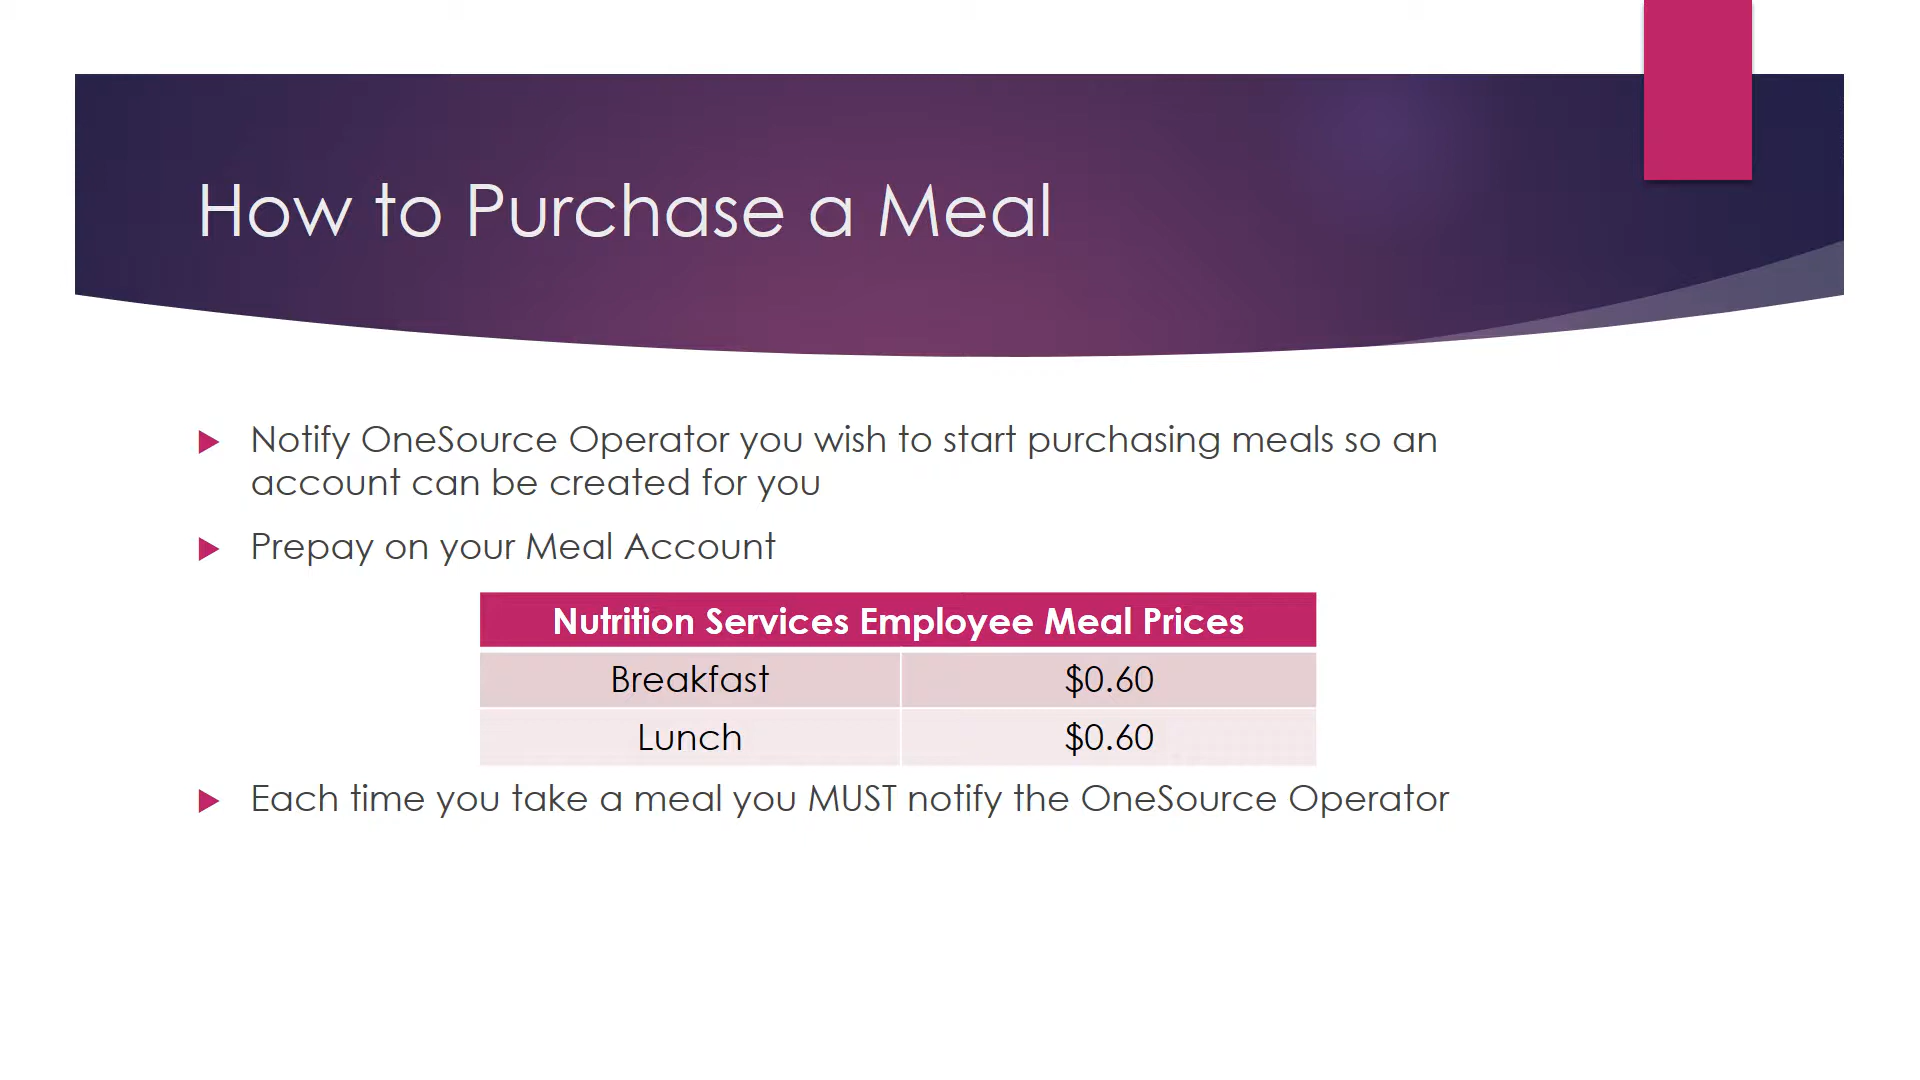 How to Purchase a Meal
Notify OneSource Operator you wish to start purchasing meals so an
account can be created for you
Prepay on your Meal Account
Nutrition Services Employee Meal Prices
Breakfast $0.60
Lunch $0.60
Each time you take a meal you MUST notify the OneSource Operator